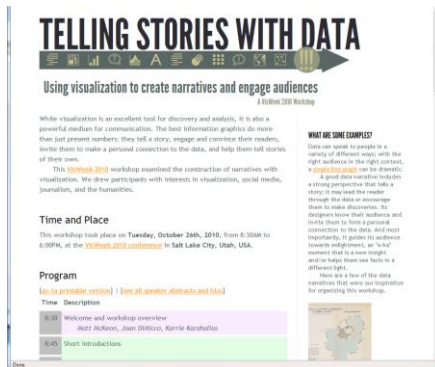 TELLING STORIES WITH DATA
Using visualization to create narratives and engage audiences
A VisWeek 2010 Workshop
While visualization is an excellent tool for discovery and analysis, it is also a
powerful medium for communication. The best information graphics do more
than just present numbers: they tell a story, engage and convince their readers,
invite them to make a personal connection to the data, and help them tell stories
of their own.
This VisWeek 2010 workshop examined the construction of narratives with
visualization. We drew participants with interests in visualization, social media,
journalism, and the humanities.
Time and Place
This workshop took place on Tuesday, October 26th, 2010, from 8:30AM to
6:00PM, at the VisWeek 2010 conference in Salt Lake City, Utah, USA.
Program
[go to printable version] | [see all speaker abstracts and bios]
Time Description
8:30 Welcome and workshop overview
Matt McKeon, Joan DiMicco, Karrie Karahalios
8:45 Short introductions
WHAT ARE SOME EXAMPLES?
Data can speak to people in a
variety of different ways; with the
right audience in the right context,
a simple line graph can be dramatic.
A good data narrative includes
a strong perspective that tells a
story; it may lead the reader
through the data or encourage
them to make discoveries. Its
designers know their audience and
invite them to form a personal
connection to the data. And most
importantly, it guides its audience
towards enlightment, an "a-ha"
moment that is a new insight
and/or helps them see facts in a
different light.
Here are a few of the data
narratives that were our inspiration
for organizing this workshop.
Done